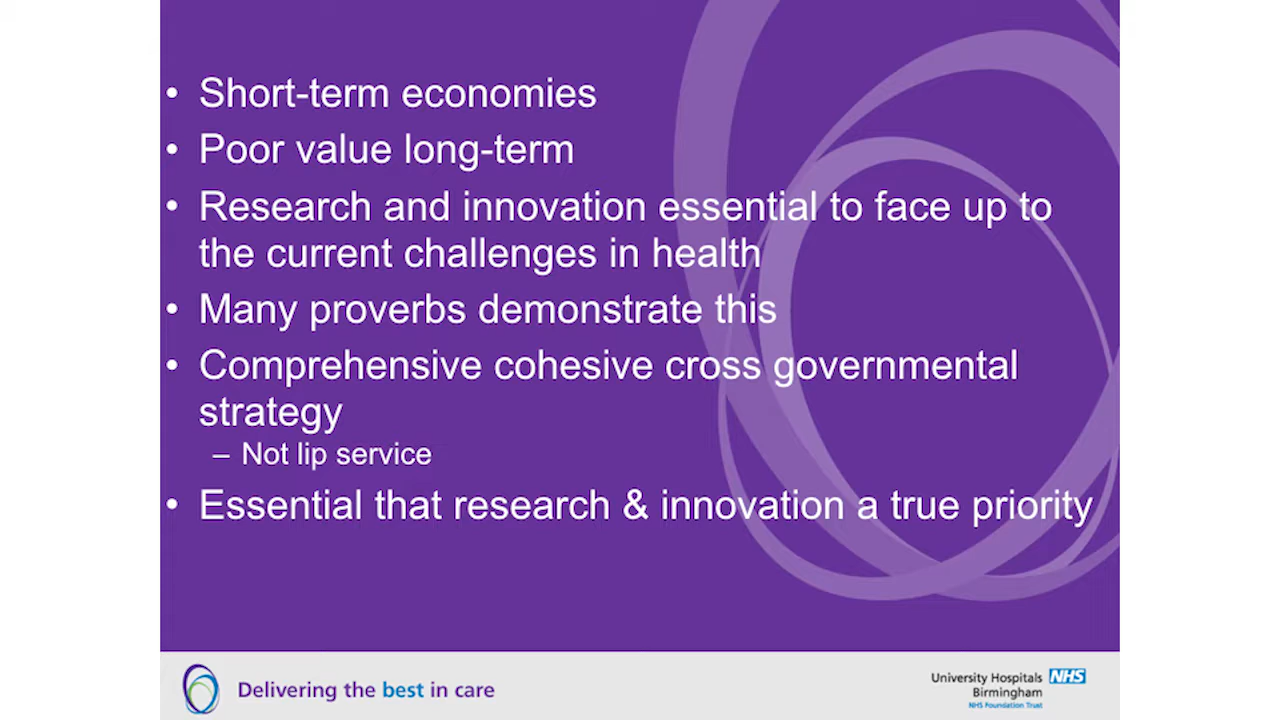 • Short-term economies
• Poor value long-term
• Research and innovation essential to face up to
the current challenges in health
• Many proverbs demonstrate this
• Comprehensive cohesive cross governmental
strategy
– Not lip service
• Essential that research & innovation a true priority
Delivering the best in care
University Hospitals NHS
Birmingham
NHS Foundation Trust